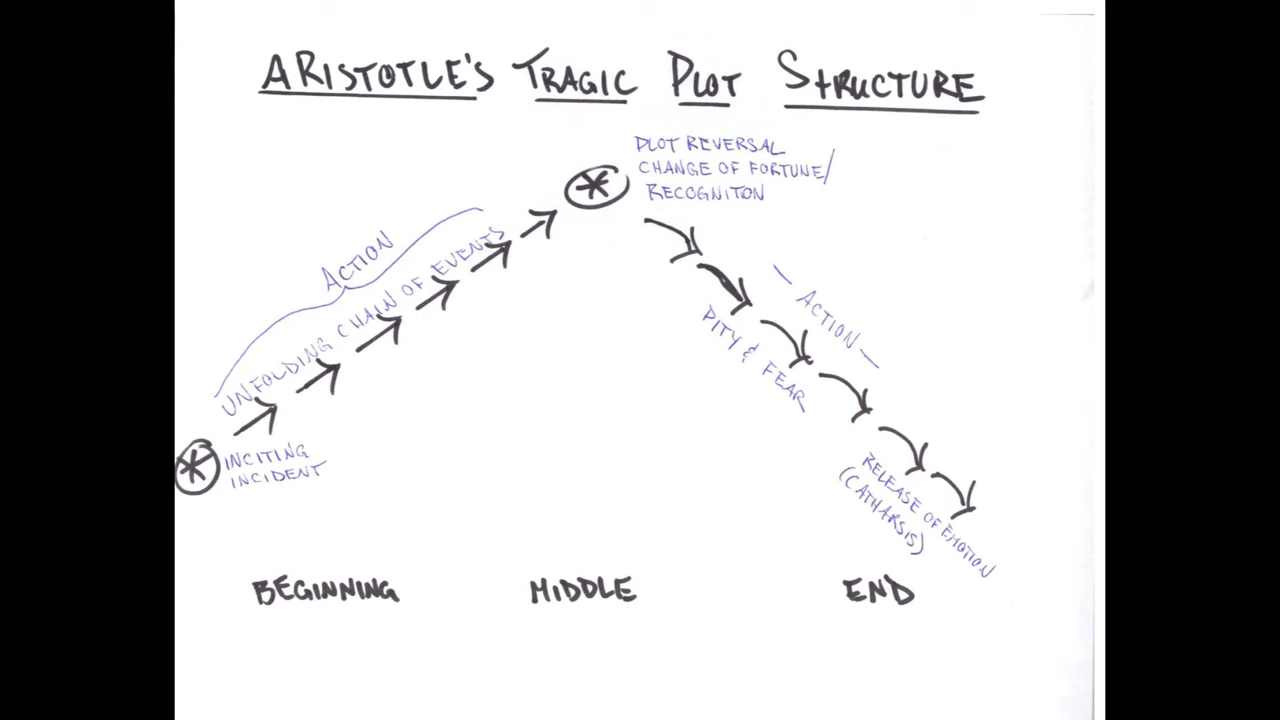 ARISTOTLE'S TRAGIC PLOT STRUCTURE
PLOT REVERSAL
CHANGE OF FORTUNE/
RECOGNITON
ACTION
UNFOLDING CHAIN OF EVENTS
INCITING
INCIDENT
- ACTION -
PITY & FEAR
RELEASE OF EMOTION
(CATHARSIS)
BEGINNING MIDDLE END